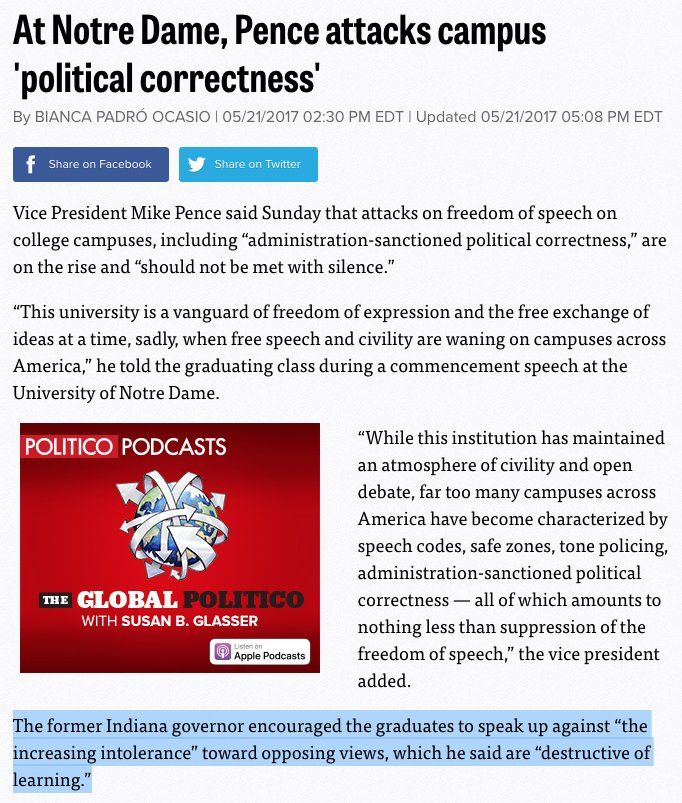 At Notre Dame, Pence attacks campus
'political correctness'
By BIANCA PADRÓ OCASIO | 05/21/2017 02:30 PM EDT | Updated 05/21/2017 05:08 PM EDT
Share on Facebook
Share on Twitter
Vice President Mike Pence said Sunday that attacks on freedom of speech on
college campuses, including “administration-sanctioned political correctness,” are
on the rise and “should not be met with silence.”
“This university is a vanguard of freedom of expression and the free exchange of
ideas at a time, sadly, when free speech and civility are waning on campuses across
America,” he told the graduating class during a commencement speech at the
University of Notre Dame.
POLITICO PODCASTS
THE GLOBAL POLITICO
WITH SUSAN B. GLASSER
Listen on
Apple Podcasts
“While this institution has maintained
an atmosphere of civility and open
debate, far too many campuses across
America have become characterized by
speech codes, safe zones, tone policing,
administration-sanctioned political
correctness — all of which amounts to
nothing less than suppression of the
freedom of speech,” the vice president
added.
The former Indiana governor encouraged the graduates to speak up against “the
increasing intolerance” toward opposing views, which he said are “destructive of
learning.”